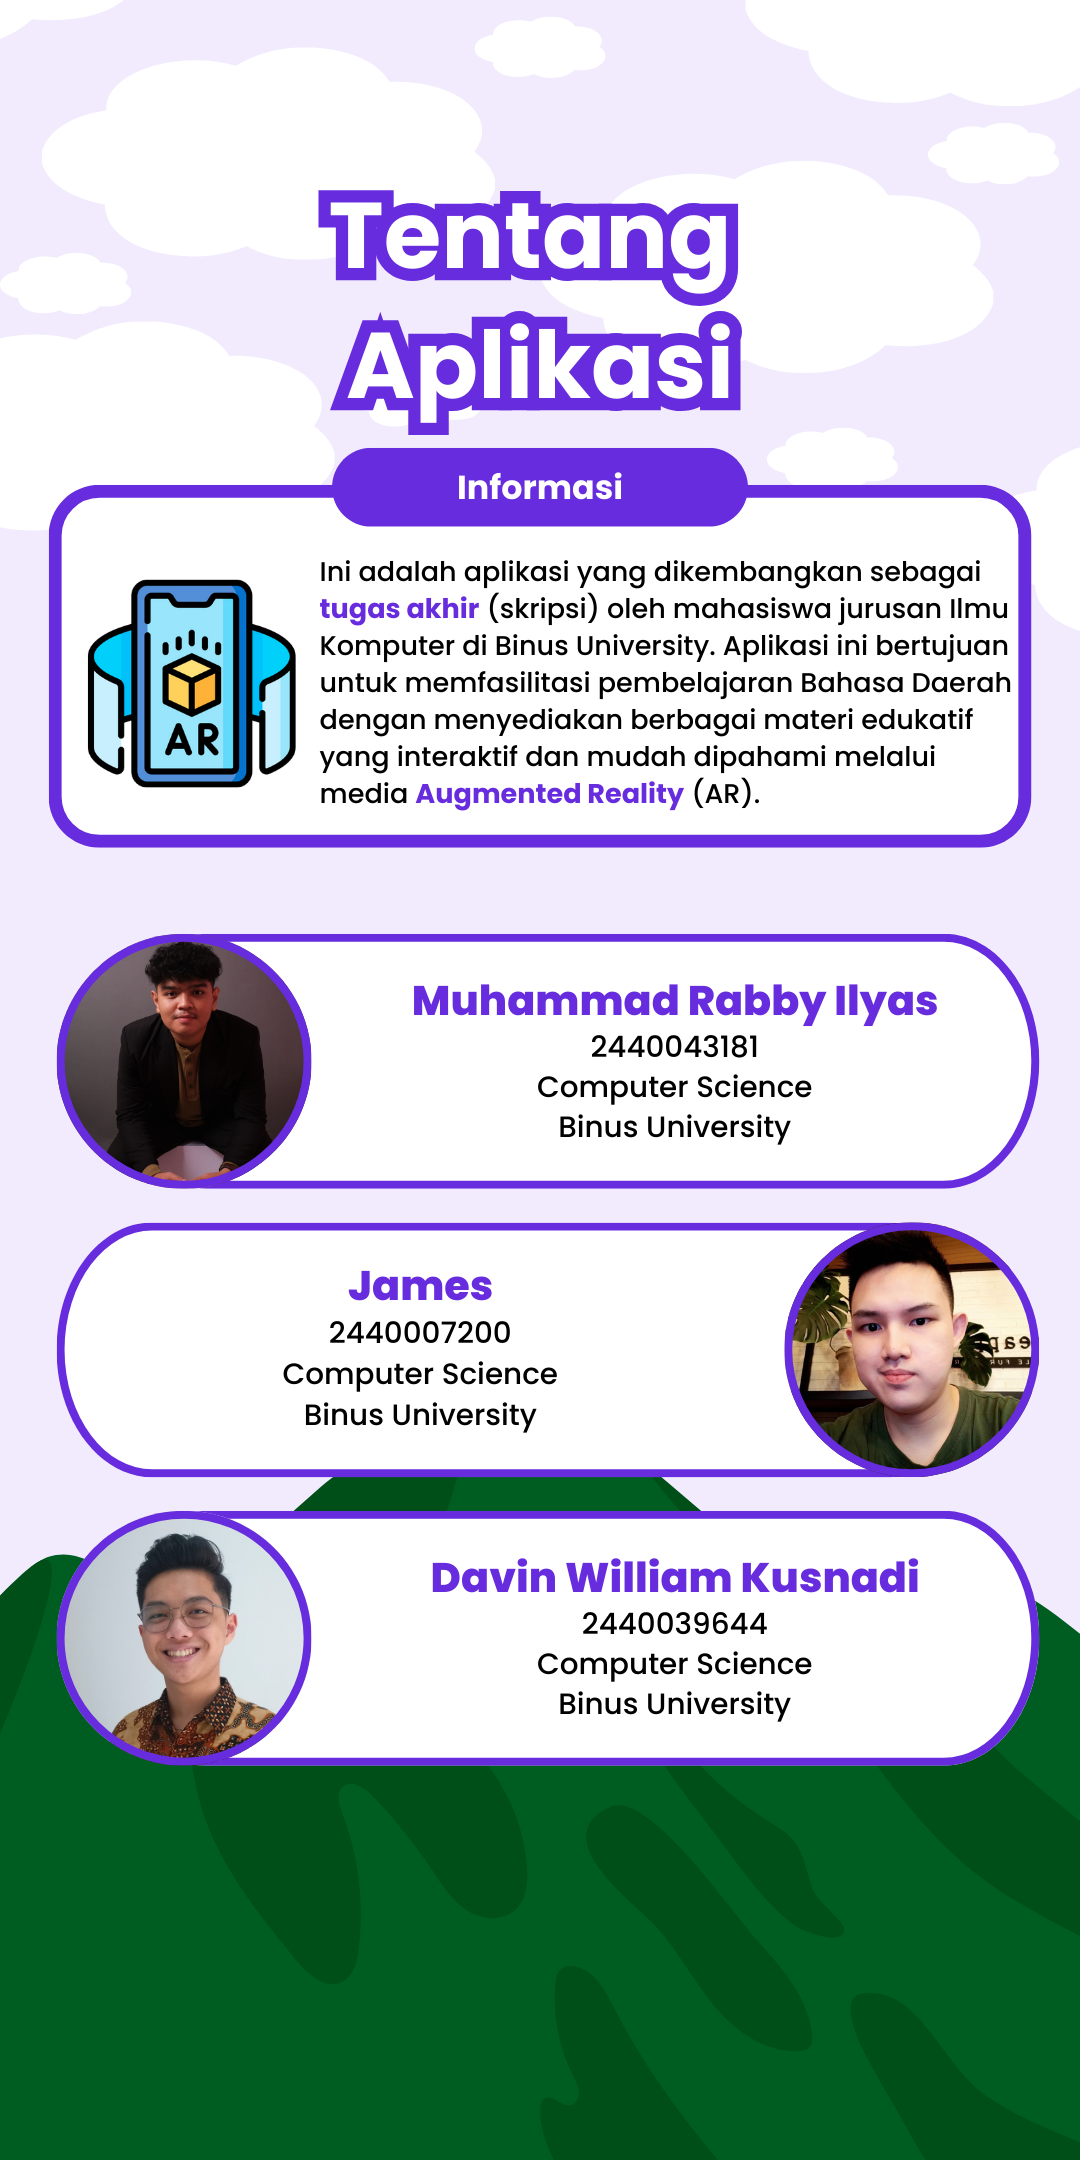 Tentang
Aplikasi
Informasi
Ini adalah aplikasi yang dikembangkan sebagai
tugas akhir (skripsi) oleh mahasiswa jurusan Ilmu
Komputer di Binus University. Aplikasi ini bertujuan
untuk memfasilitasi pembelajaran Bahasa Daerah
dengan menyediakan berbagai materi edukatif
yang interaktif dan mudah dipahami melalui
media Augmented Reality (AR).
AR
Muhammad Rabby Ilyas
2440043181
Computer Science
Binus University
James
2440007200
Computer Science
Binus University
Davin William Kusnadi
2440039644
Computer Science
Binus University